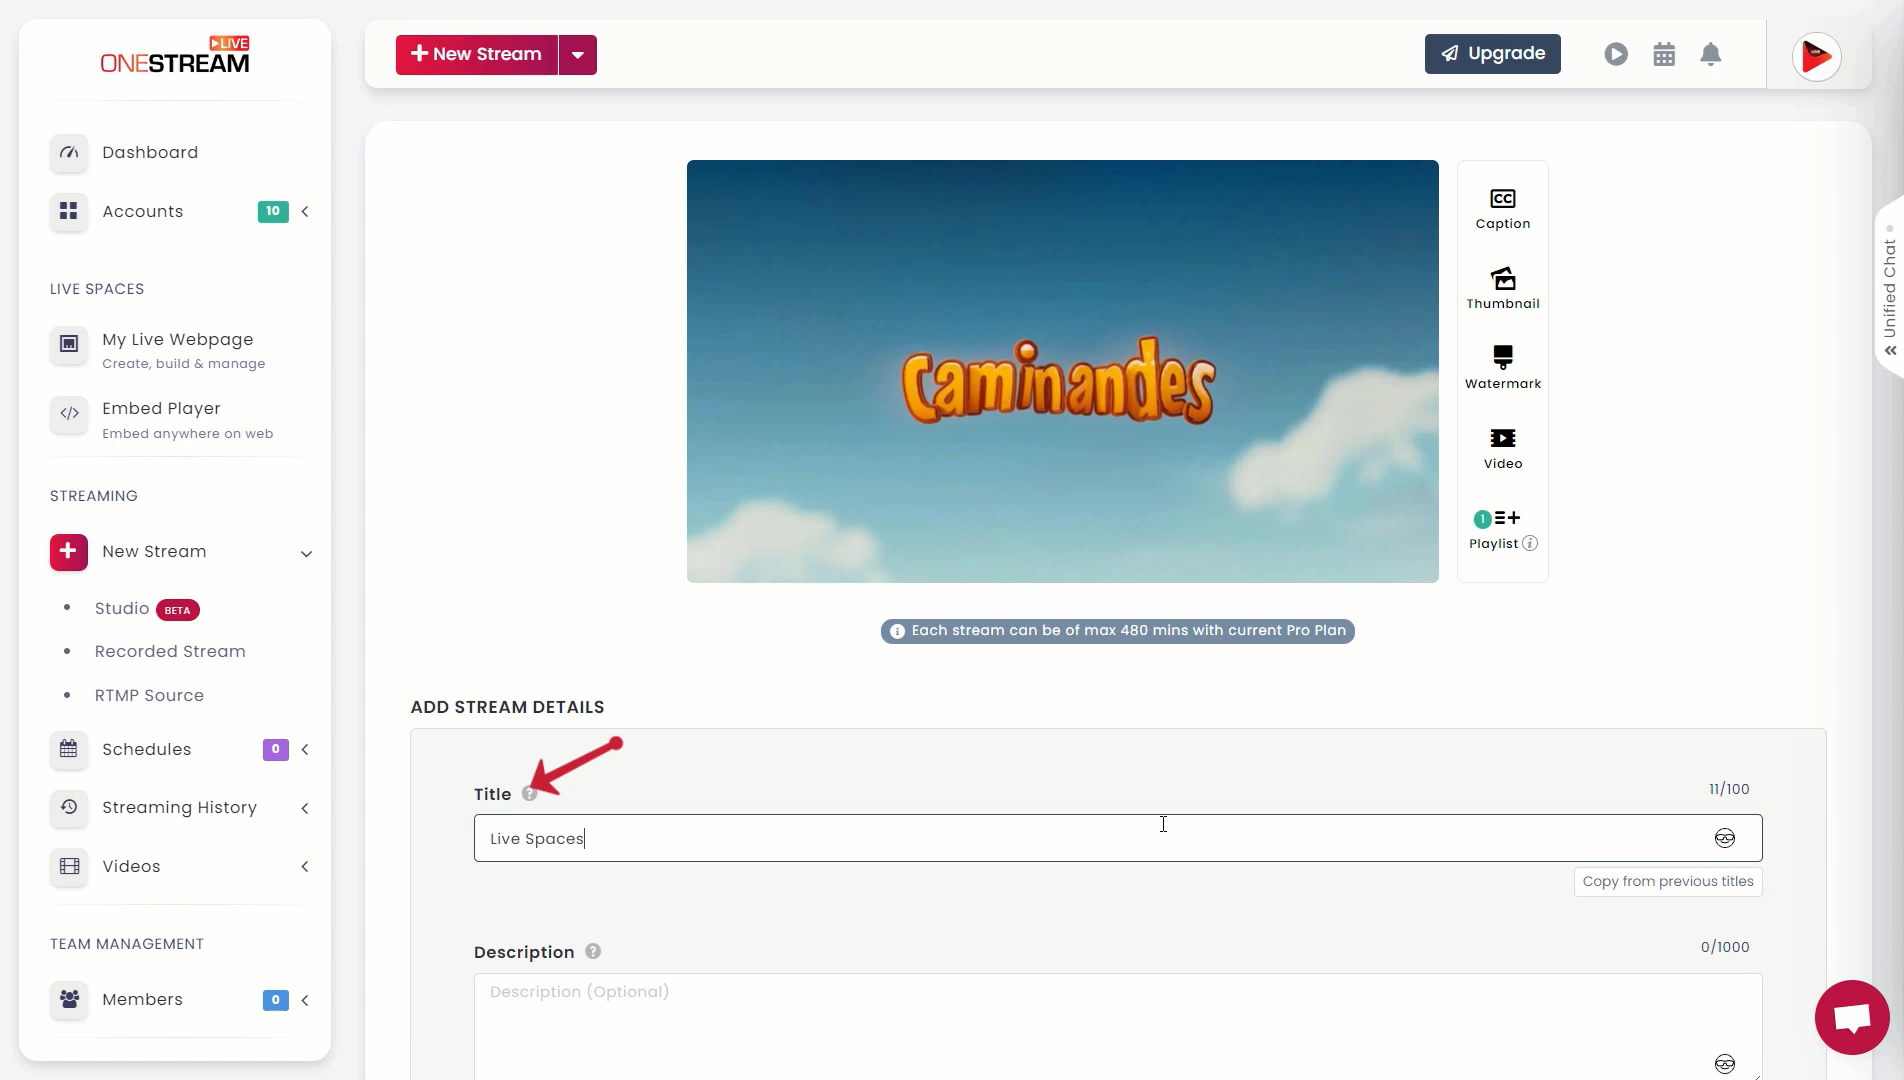 LIVE
ONESTREAM
Dashboard
Accounts 10
LIVE SPACES
My Live Webpage
Create, build & manage
Embed Player
Embed anywhere on web
STREAMING
New Stream
Studio BETA
Recorded Stream
RTMP Source
Schedules 0
Streaming History
Videos
TEAM MANAGEMENT
Members 0
New Stream
Upgrade
LIVE
Caminandes
CC
Caption
Thumbnail
Watermark
Video
1
Playlist
Unified Chat
Each stream can be of max 480 mins with current Pro Plan
ADD STREAM DETAILS
Title
11/100
Live Spaces
Copy from previous titles
Description
0/1000
Description (Optional)